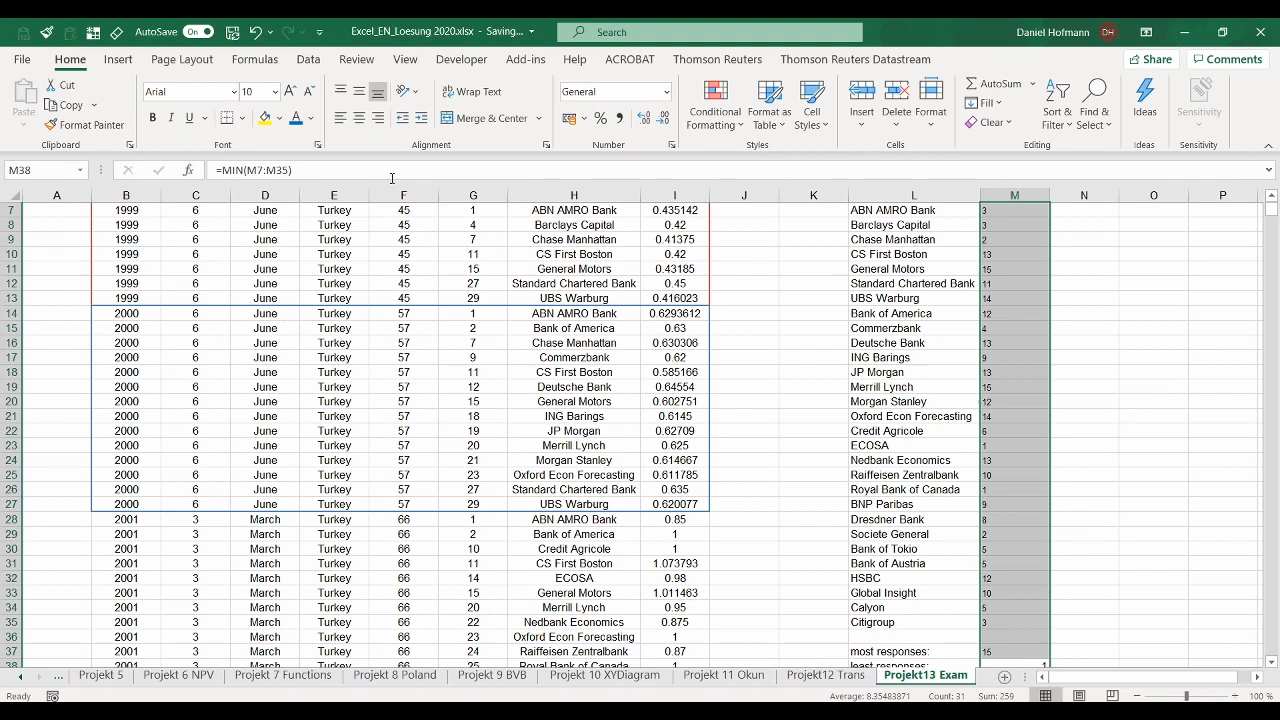 AutoSave On Excel_EN_Loesung 2020.xlsx - Saving... Search Daniel Hofmann DH
File Home Insert Page Layout Formulas Data Review View Developer Add-ins Help ACROBAT Thomson Reuters Thomson Reuters Datastream Share Comments
Paste Cut Copy Format Painter Clipboard
Arial 10 A A B I U A Font
Wrap Text Merge & Center Alignment
General % Number
Conditional Formatting Format as Table Cell Styles Styles
Insert Delete Format Cells
AutoSum Fill Clear Sort & Filter Find & Select Editing
Ideas Ideas
Sensitivity Sensitivity
M38 fx =MIN(M7:M35)
A B C D E F G H I J K L M N O P
7 1999 6 June Turkey 45 1 ABN AMRO Bank 0.435142 ABN AMRO Bank 3
8 1999 6 June Turkey 45 4 Barclays Capital 0.42 Barclays Capital 3
9 1999 6 June Turkey 45 7 Chase Manhattan 0.41375 Chase Manhattan 2
10 1999 6 June Turkey 45 11 CS First Boston 0.42 CS First Boston 13
11 1999 6 June Turkey 45 15 General Motors 0.43185 General Motors 15
12 1999 6 June Turkey 45 27 Standard Chartered Bank 0.45 Standard Chartered Bank 11
13 1999 6 June Turkey 45 29 UBS Warburg 0.416023 UBS Warburg 14
14 2000 6 June Turkey 57 1 ABN AMRO Bank 0.6293612 Bank of America 12
15 2000 6 June Turkey 57 2 Bank of America 0.63 Commerzbank 4
16 2000 6 June Turkey 57 7 Chase Manhattan 0.630306 Deutsche Bank 13
17 2000 6 June Turkey 57 9 Commerzbank 0.62 ING Barings 9
18 2000 6 June Turkey 57 11 CS First Boston 0.585166 JP Morgan 13
19 2000 6 June Turkey 57 12 Deutsche Bank 0.64554 Merrill Lynch 15
20 2000 6 June Turkey 57 15 General Motors 0.602751 Morgan Stanley 12
21 2000 6 June Turkey 57 18 ING Barings 0.6145 Oxford Econ Forecasting 14
22 2000 6 June Turkey 57 19 JP Morgan 0.62709 Credit Agricole 6
23 2000 6 June Turkey 57 20 Merrill Lynch 0.625 ECOSA 1
24 2000 6 June Turkey 57 21 Morgan Stanley 0.614667 Nedbank Economics 13
25 2000 6 June Turkey 57 23 Oxford Econ Forecasting 0.611785 Raiffeisen Zentralbank 10
26 2000 6 June Turkey 57 27 Standard Chartered Bank 0.635 Royal Bank of Canada 1
27 2000 6 June Turkey 57 29 UBS Warburg 0.620077 BNP Paribas 9
28 2001 3 March Turkey 66 1 ABN AMRO Bank 0.85 Dresdner Bank 8
29 2001 3 March Turkey 66 2 Bank of America 1 Societe General 2
30 2001 3 March Turkey 66 10 Credit Agricole 1 Bank of Tokio 5
31 2001 3 March Turkey 66 11 CS First Boston 1.073793 Bank of Austria 5
32 2001 3 March Turkey 66 14 ECOSA 0.98 HSBC 12
33 2001 3 March Turkey 66 15 General Motors 1.011463 Global Insight 10
34 2001 3 March Turkey 66 20 Merrill Lynch 0.95 Calyon 5
35 2001 3 March Turkey 66 22 Nedbank Economics 0.875 Citigroup 3
36 2001 3 March Turkey 66 23 Oxford Econ Forecasting 1
37 2001 3 March Turkey 66 24 Raiffeisen Zentralbank 0.87 most responses: 15
38 2001 3 March Turkey 66 25 Royal Bank of Canada 1 least responses: 1
... Projekt 5 Projekt 6 NPV Projekt 7 Functions Projekt 8 Poland Projekt 9 BVB Projekt 10 XYDiagram Projekt 11 Okun Projekt12 Trans Projekt13 Exam
Ready Average: 8.35483871 Count: 31 Sum: 259 100 %